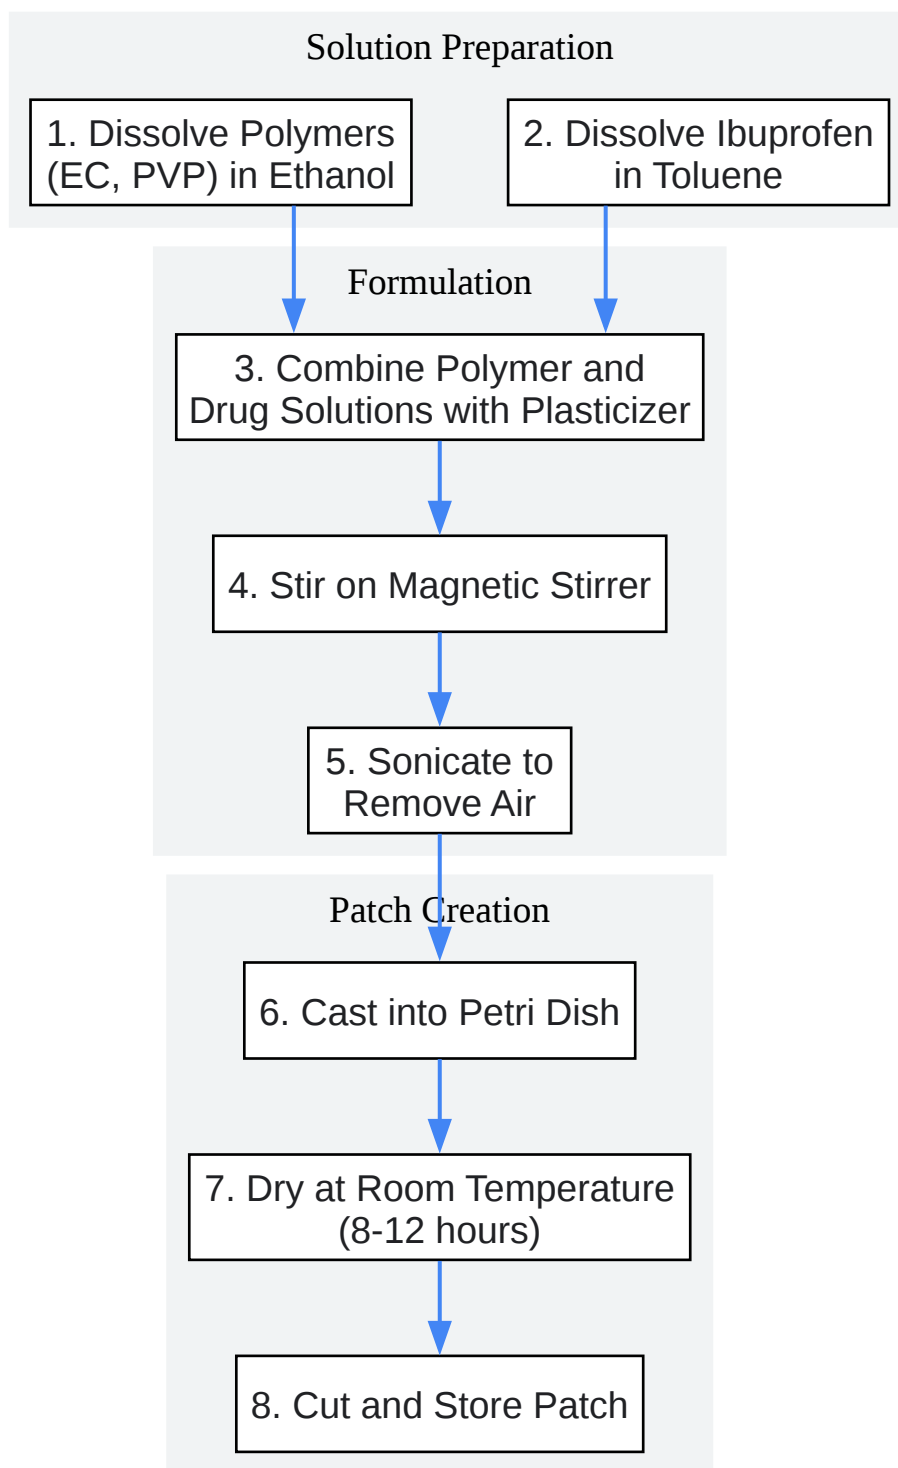 Solution Preparation
1. Dissolve Polymers
(EC, PVP) in Ethanol
2. Dissolve Ibuprofen
in Toluene
Formulation
3. Combine Polymer and
Drug Solutions with Plasticizer
4. Stir on Magnetic Stirrer
5. Sonicate to
Remove Air
Patch Creation
6. Cast into Petri Dish
7. Dry at Room Temperature
(8-12 hours)
8. Cut and Store Patch